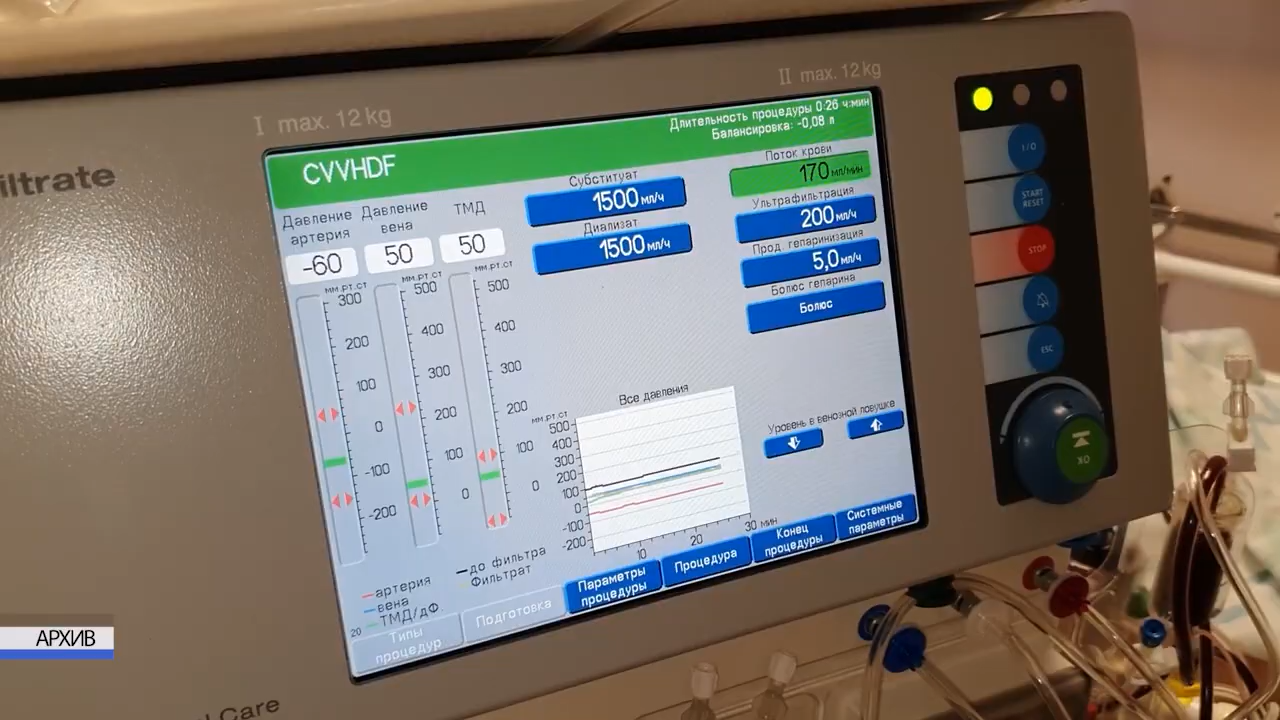 I max. 12 kg
II max. 12 kg
iltrate
CVVHDF
Длительность процедуры 0:26 ч:мин
Балансировка: -0,08 л
Давление артерия
Давление вена
ТМД
-60
50
50
Субституат
1500 мл/ч
Диализат
1500 мл/ч
Поток крови
170 мл/мин
Ультрафильтрация
200 мл/ч
Прод. гепаринизация
5,0 мл/ч
Болюс гепарина
Болюс
мм.рт.ст
300
200
100
0
-100
-200
мм.рт.ст
500
400
300
200
100
0
мм.рт.ст
500
400
300
200
100
0
Все давления
мм.рт.ст
500
400
300
200
100
0
-100
-200
10
20
30 мин
Уровень в венозной ловушке
артерия
вена
ТМД/дФ
до фильтра
Фильтрат
20
Типы процедур
Подготовка
Параметры процедуры
Процедура
Конец процедуры
Системные параметры
I / O
START RESET
STOP
ESC
OK
АРХИВ
l Care